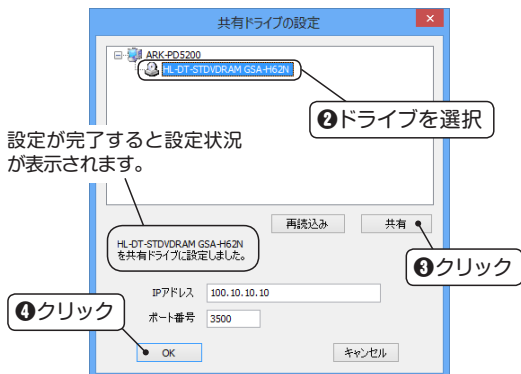 共有ドライブの設定
ARK-PD5200
HL-DT-STDVDRAM GSA-H62N
❷ドライブを選択
設定が完了すると設定状況
が表示されます。
再読込み
共有
HL-DT-STDVDRAM GSA-H62N
を共有ドライブに設定しました。
❸クリック
IPアドレス
100.10.10.10
❹クリック
ポート番号
3500
OK
キャンセル